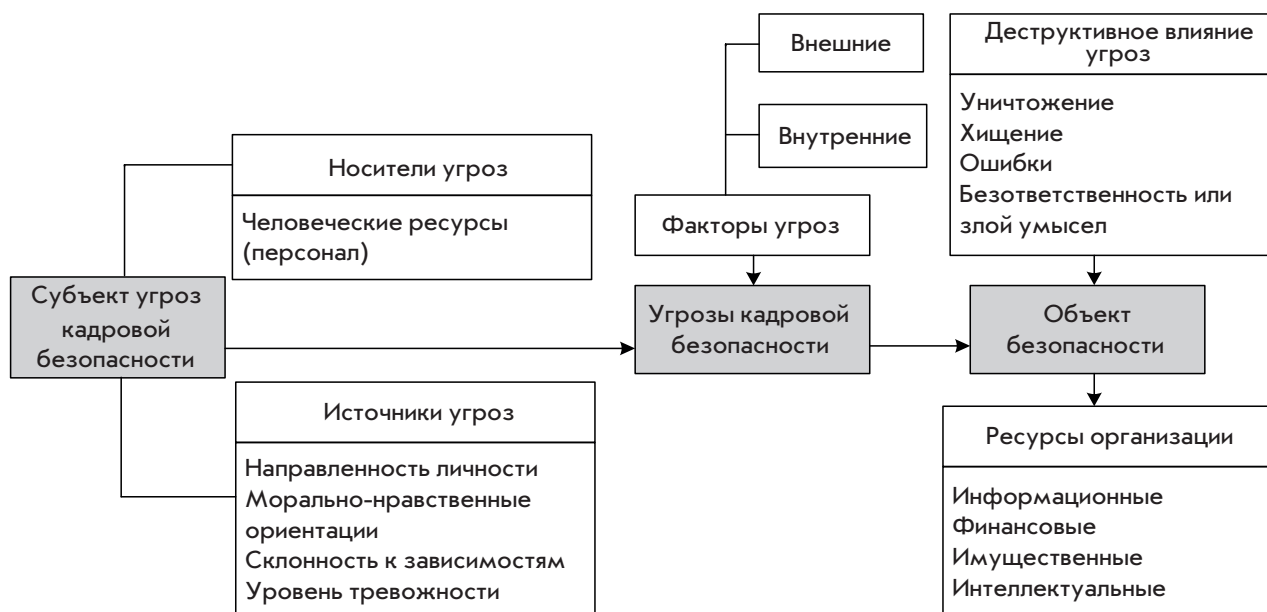 Внешние
Внутренние
Факторы угроз
Деструктивное влияние
угроз
Уничтожение
Хищение
Ошибки
Безответственность или
злой умысел
Носители угроз
Человеческие ресурсы
(персонал)
Субъект угроз
кадровой
безопасности
Угрозы кадровой
безопасности
Объект
безопасности
Источники угроз
Направленность личности
Морально-нравственные
ориентации
Склонность к зависимостям
Уровень тревожности
Ресурсы организации
Информационные
Финансовые
Имущественные
Интеллектуальные